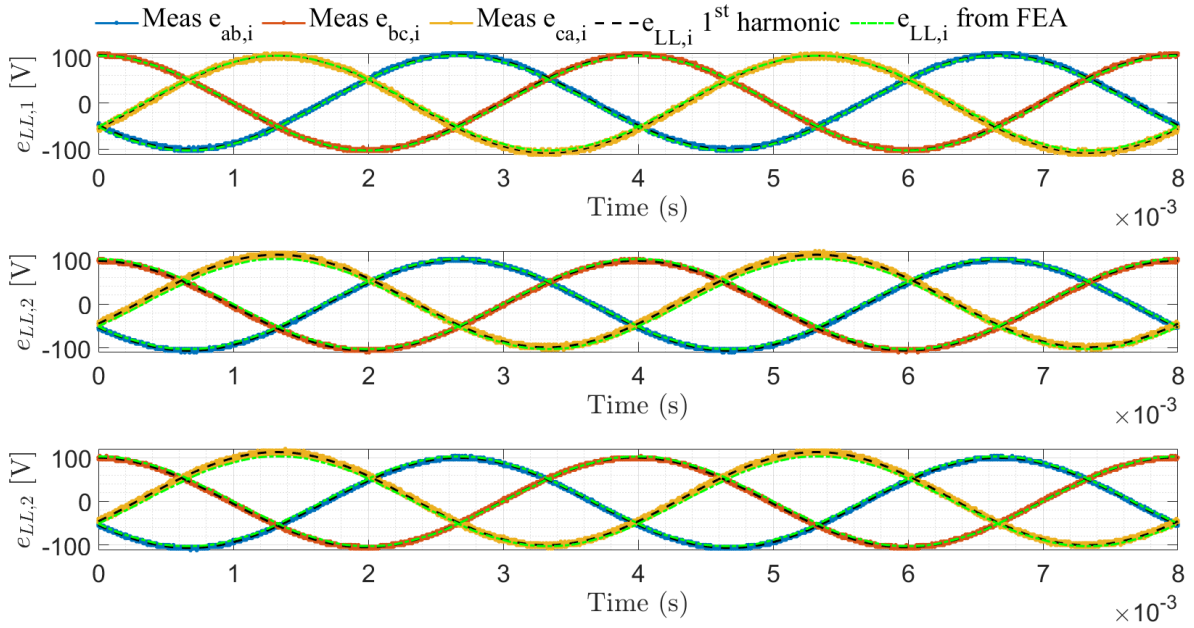 Meas e_ab,i Meas e_bc,i Meas e_ca,i e_LL,i 1^st harmonic e_LL,i from FEA
e_LL,1 [V]
100
0
-100
0 1 2 3 4 5 6 7 8
Time (s)
×10^-3
e_LL,2 [V]
100
0
-100
0 1 2 3 4 5 6 7 8
Time (s)
×10^-3
e_LL,2 [V]
100
0
-100
0 1 2 3 4 5 6 7 8
Time (s)
×10^-3